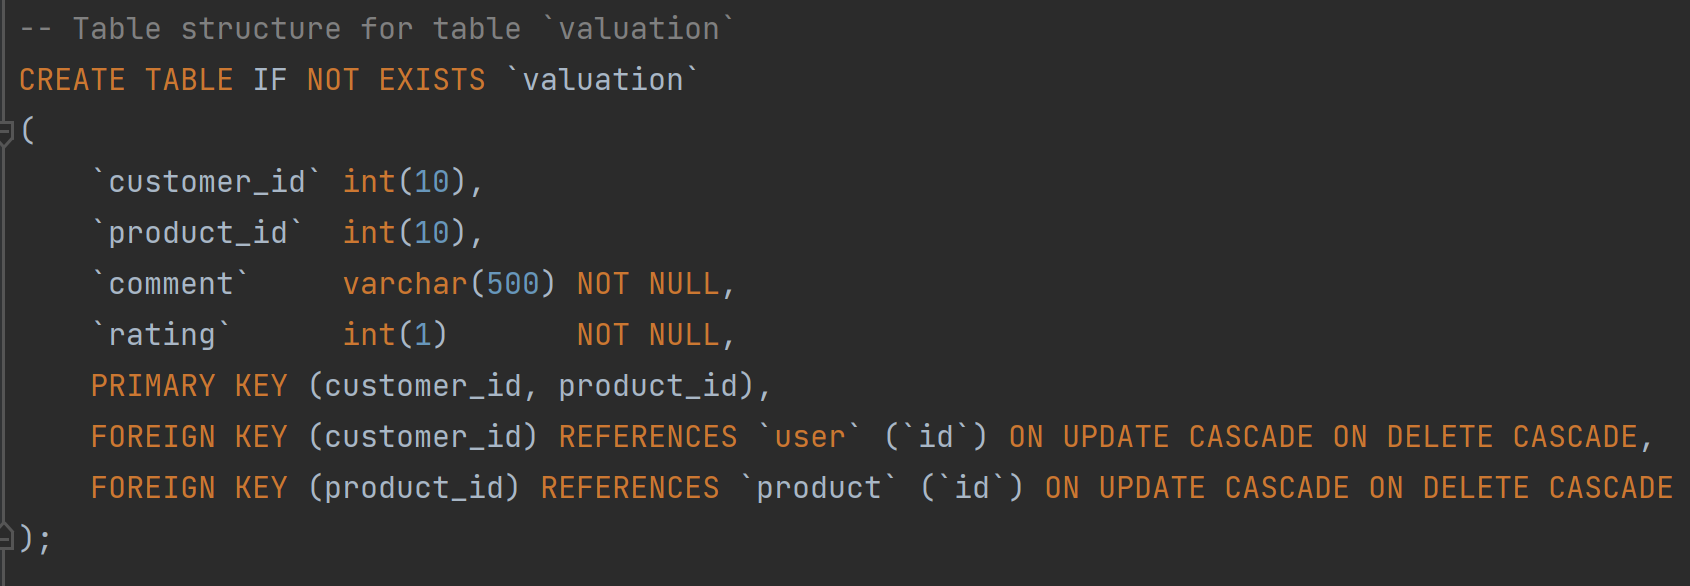 -- Table structure for table `valuation`
CREATE TABLE IF NOT EXISTS `valuation`
(
    `customer_id` int(10),
    `product_id`  int(10),
    `comment`     varchar(500) NOT NULL,
    `rating`      int(1)       NOT NULL,
    PRIMARY KEY (customer_id, product_id),
    FOREIGN KEY (customer_id) REFERENCES `user` (`id`) ON UPDATE CASCADE ON DELETE CASCADE,
    FOREIGN KEY (product_id) REFERENCES `product` (`id`) ON UPDATE CASCADE ON DELETE CASCADE
);